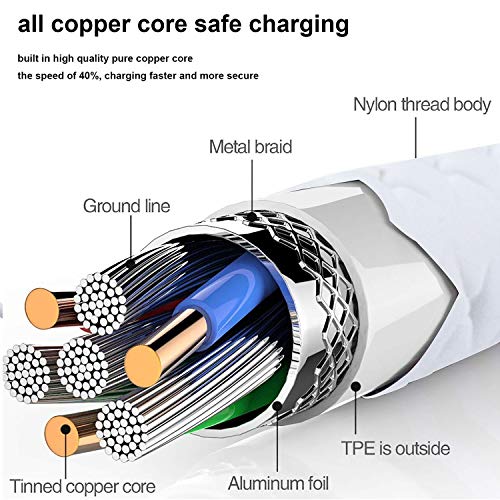 all copper core safe charging
built in high quality pure copper core
the speed of 40%, charging faster and more secure
Nylon thread body
Metal braid
Ground line
TPE is outside
Tinned copper core
Aluminum foil